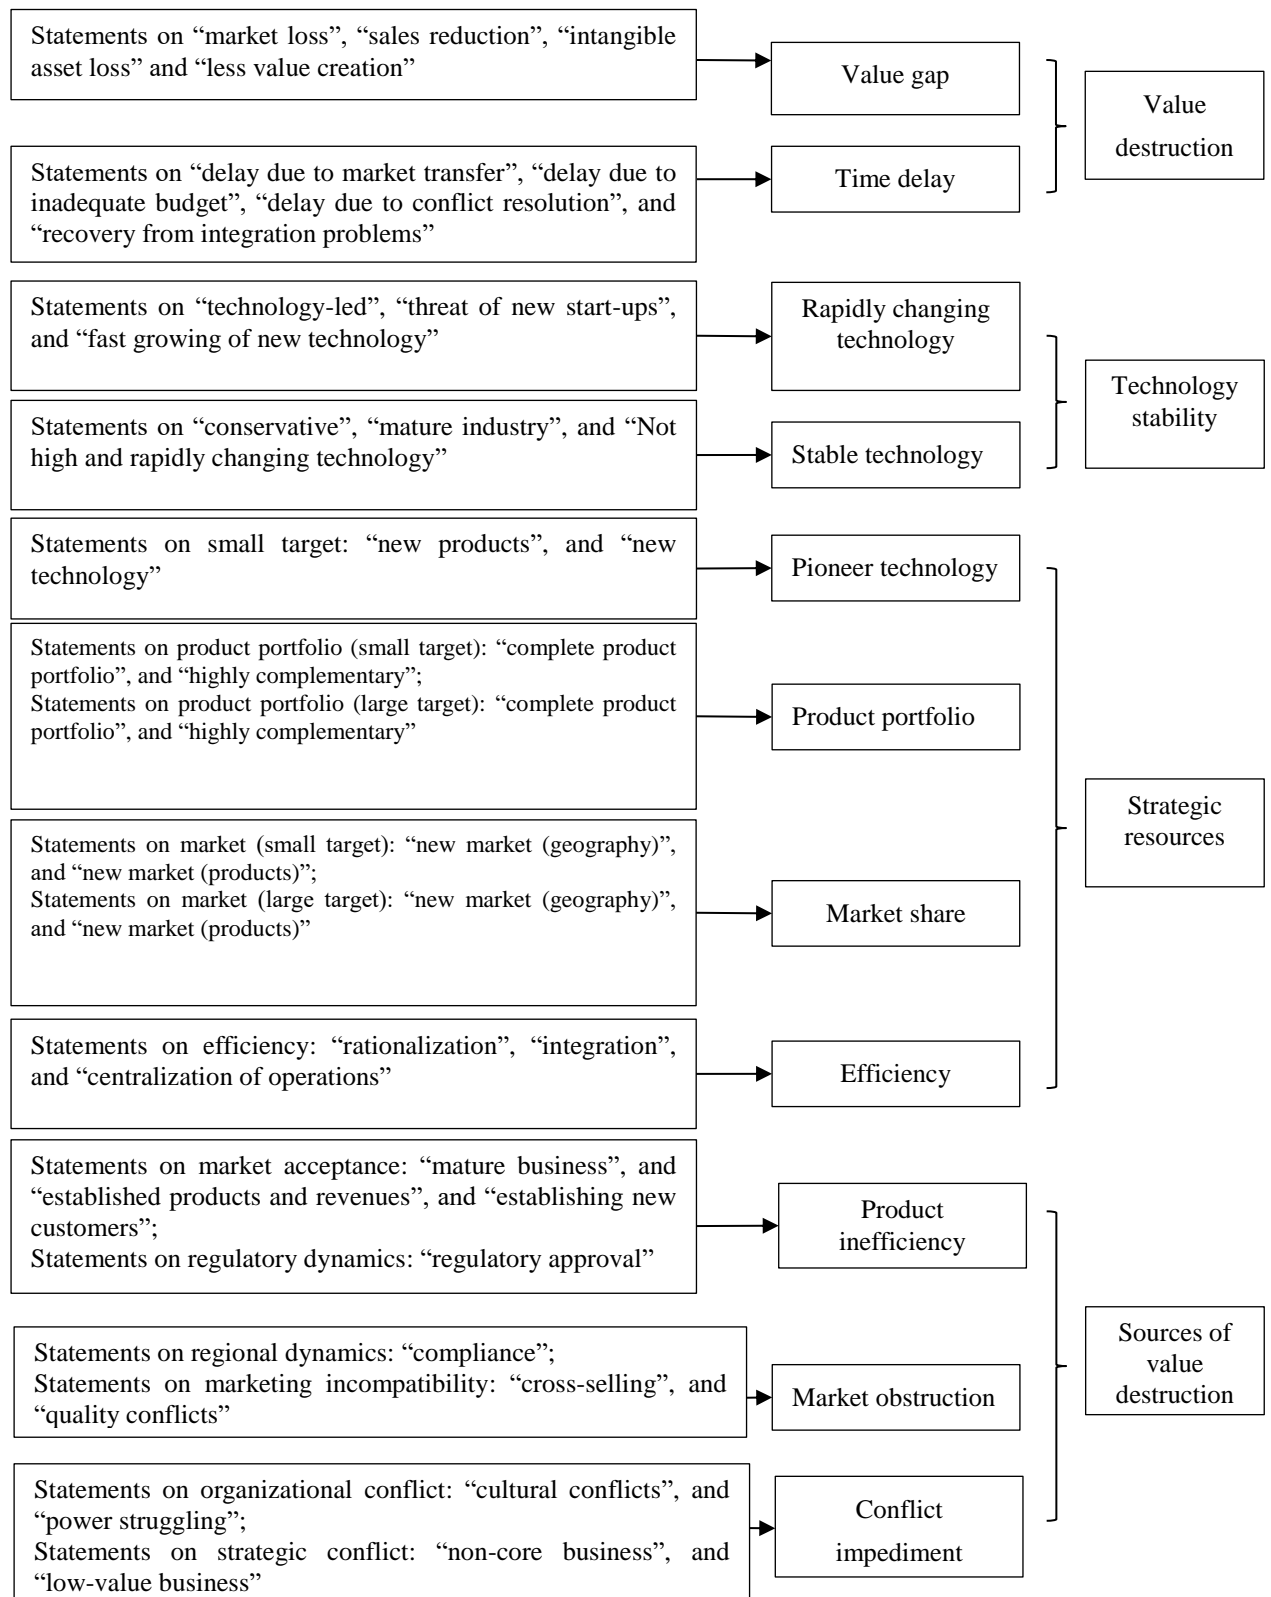 Statements on “market loss”, “sales reduction”, “intangible
asset loss” and “less value creation”
Value gap
Value
destruction
Statements on “delay due to market transfer”, “delay due to
inadequate budget”, “delay due to conflict resolution”, and
“recovery from integration problems”
Time delay
Statements on “technology-led”, “threat of new start-ups”,
and “fast growing of new technology”
Rapidly changing
technology
Technology
stability
Statements on “conservative”, “mature industry”, and “Not
high and rapidly changing technology”
Stable technology
Statements on small target: “new products”, and “new
technology”
Pioneer technology
Statements on product portfolio (small target): “complete product
portfolio”, and “highly complementary”;
Statements on product portfolio (large target): “complete product
portfolio”, and “highly complementary”
Product portfolio
Strategic
resources
Statements on market (small target): “new market (geography)”,
and “new market (products)”;
Statements on market (large target): “new market (geography)”,
and “new market (products)”
Market share
Statements on efficiency: “rationalization”, “integration”,
and “centralization of operations”
Efficiency
Statements on market acceptance: “mature business”, and
“established products and revenues”, and “establishing new
customers”;
Statements on regulatory dynamics: “regulatory approval”
Product
inefficiency
Sources of
value
destruction
Statements on regional dynamics: “compliance”;
Statements on marketing incompatibility: “cross-selling”, and
“quality conflicts”
Market obstruction
Statements on organizational conflict: “cultural conflicts”, and
“power struggling”;
Statements on strategic conflict: “non-core business”, and
“low-value business”
Conflict
impediment